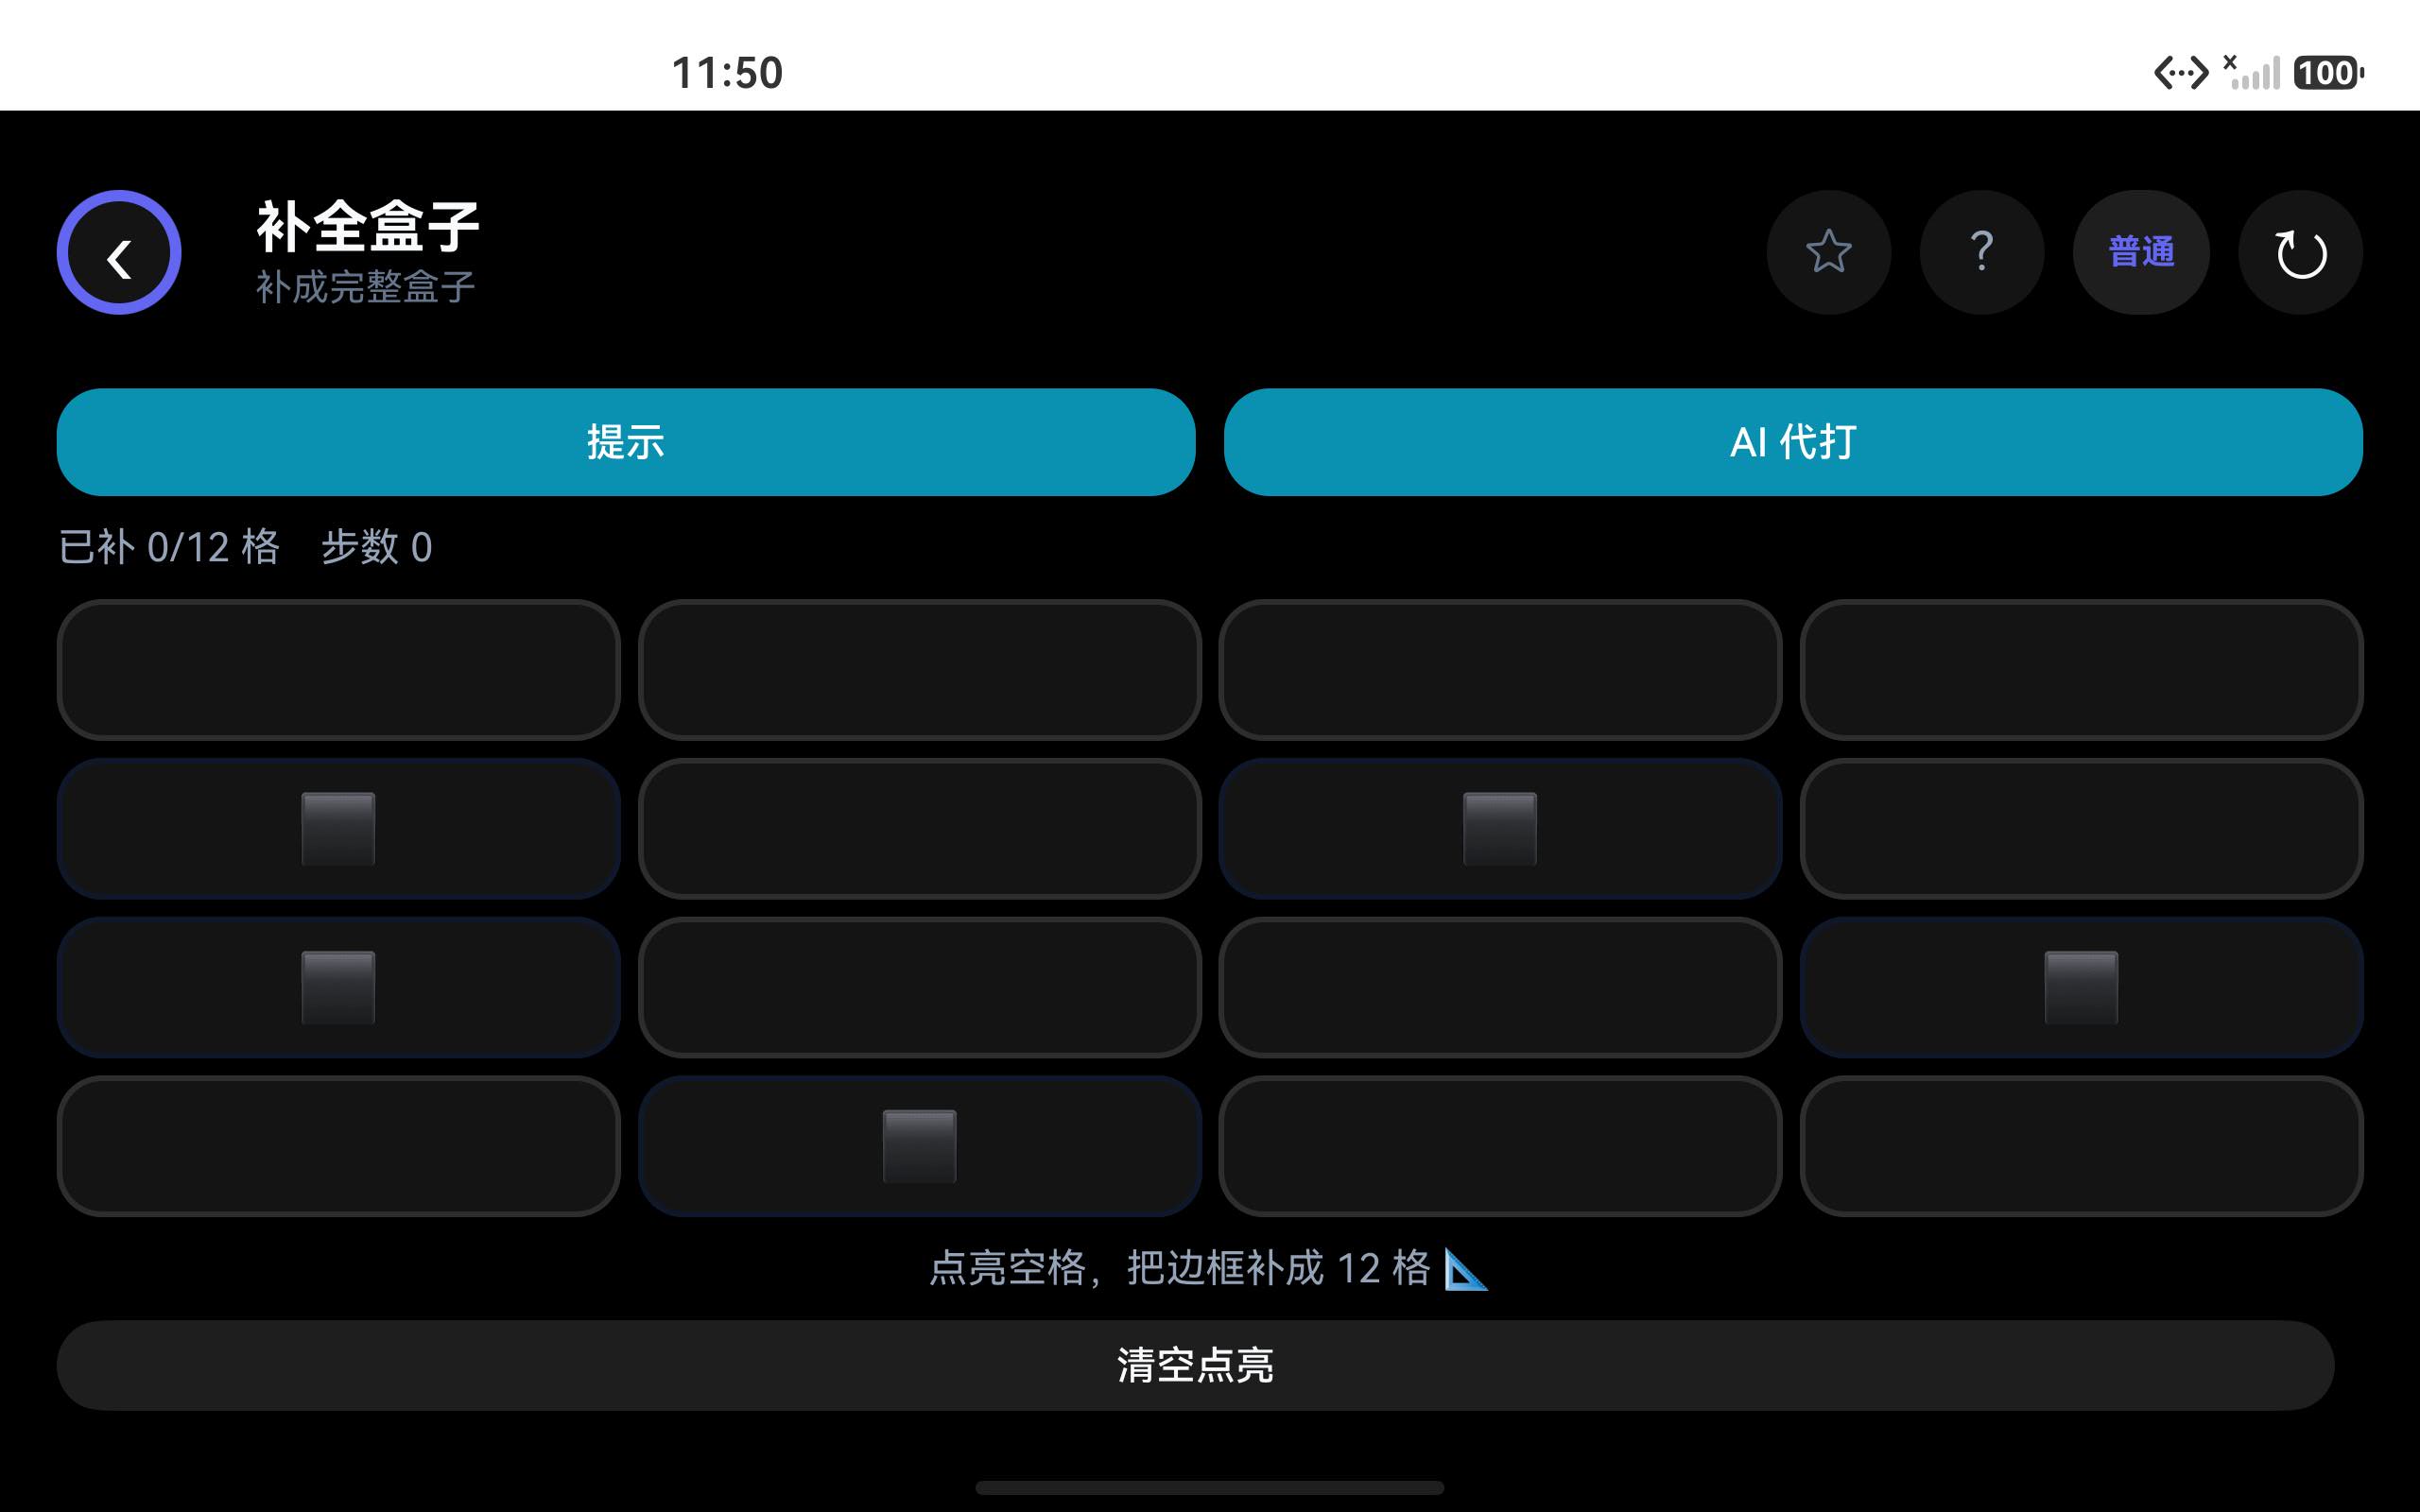 11:50
100
补全盒子
补成完整盒子
?
普通
提示
AI 代打
已补 0/12 格 步数 0
点亮空格，把边框补成 12 格
清空点亮